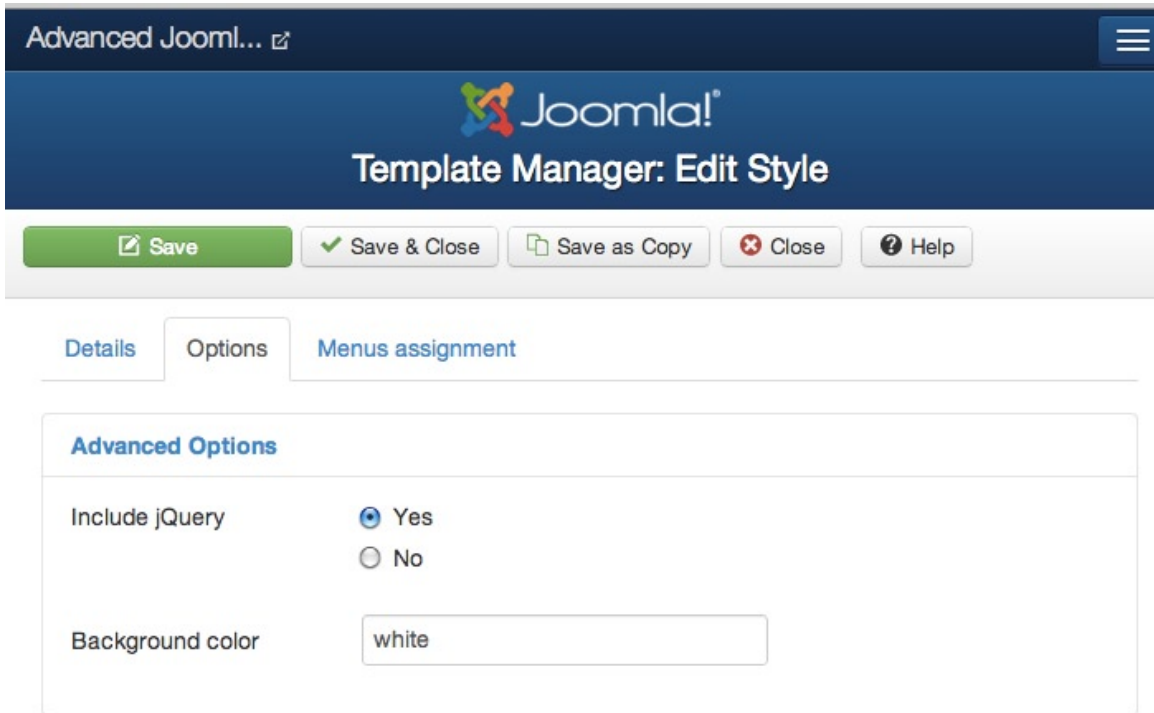 Advanced Jooml...
Joomla!®
Template Manager: Edit Style
Save Save & Close Save as Copy Close Help
Details Options Menus assignment
Advanced Options
Include jQuery Yes
No
Background color white